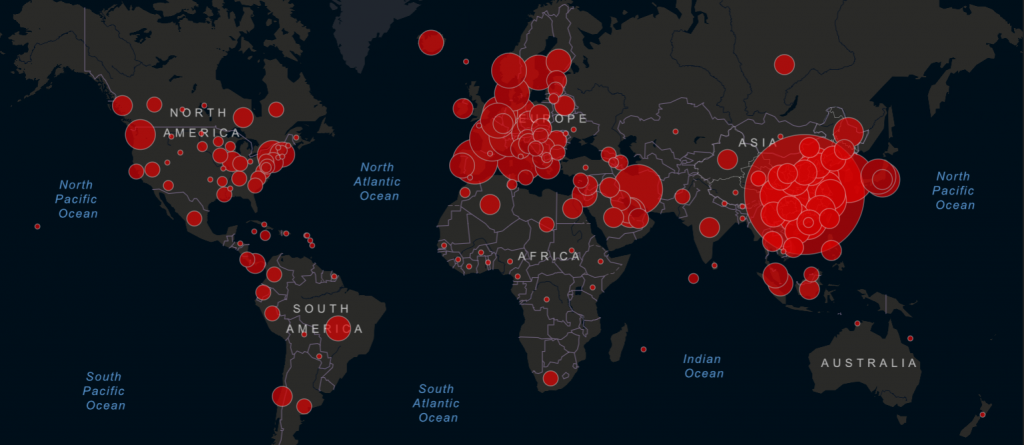 NORTH
AMERICA
EUROPE
ASIA
North
Atlantic
Ocean
North
Pacific
Ocean
North
Pacific
Ocean
AFRICA
SOUTH
AMERICA
Indian
Ocean
AUSTRALIA
South
Pacific
Ocean
South
Atlantic
Ocean